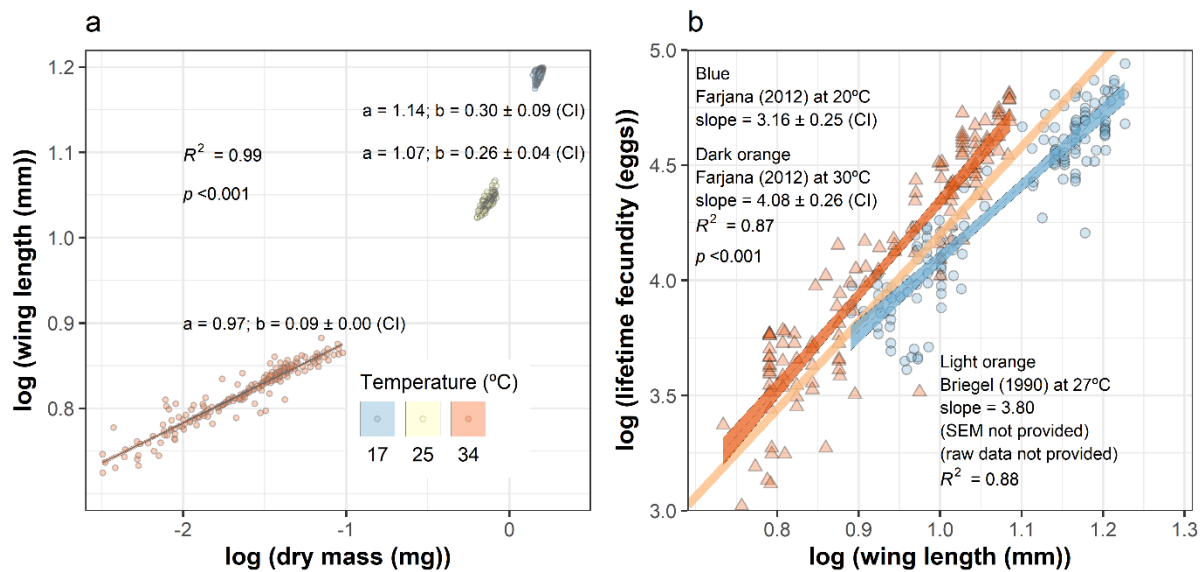 a
log (wing length (mm))
1.2
1.1
1.0
0.9
0.8
a = 1.14; b = 0.30 ± 0.09 (CI)
R² = 0.99
a = 1.07; b = 0.26 ± 0.04 (CI)
p <0.001
a = 0.97; b = 0.09 ± 0.00 (CI)
Temperature (ºC)
17 25 34
-2 -1 0
log (dry mass (mg))
b
log (lifetime fecundity (eggs))
5.0
4.5
4.0
3.5
3.0
Blue
Farjana (2012) at 20ºC
slope = 3.16 ± 0.25 (CI)
Dark orange
Farjana (2012) at 30ºC
slope = 4.08 ± 0.26 (CI)
R² = 0.87
p <0.001
Light orange
Briegel (1990) at 27ºC
slope = 3.80
(SEM not provided)
(raw data not provided)
R² = 0.88
0.8 0.9 1.0 1.1 1.2 1.3
log (wing length (mm))